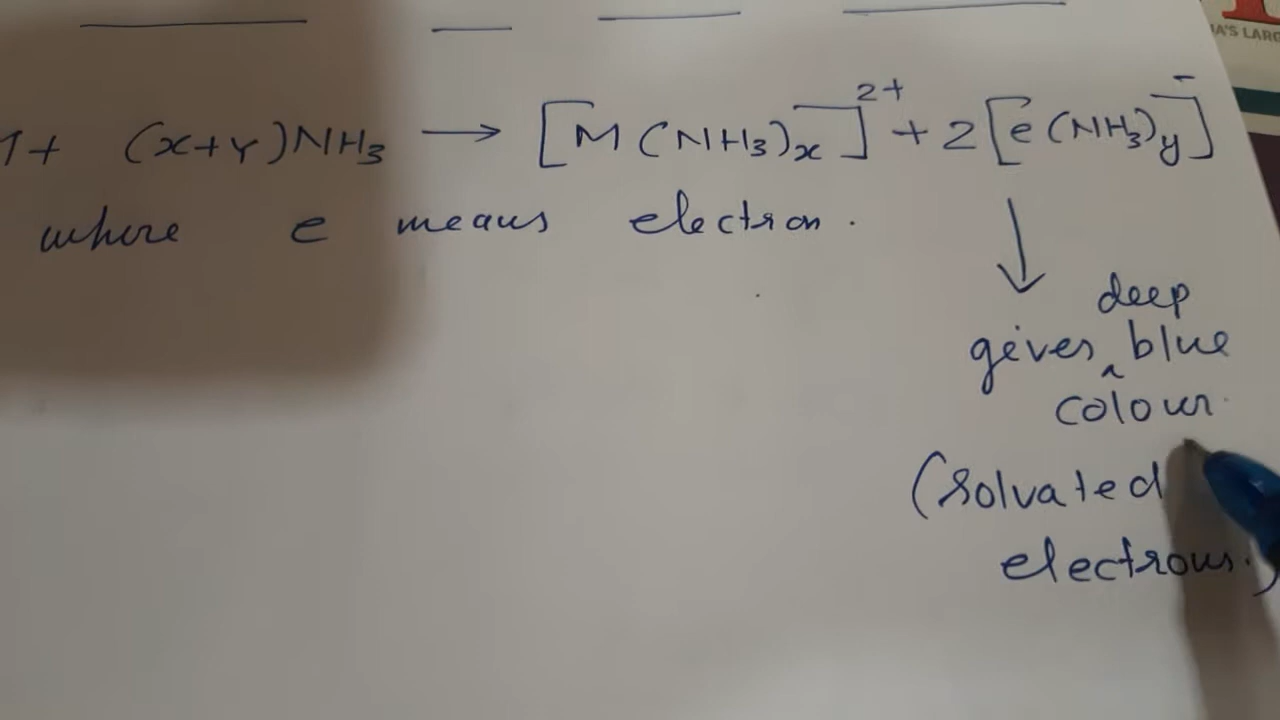 M + (x+Y)NH3 → [M(NH3)x]2+ + 2[e(NH3)y]-
where e means electron.
↓
deep
gives ^ blue
colour.
(solvated
electrons.)